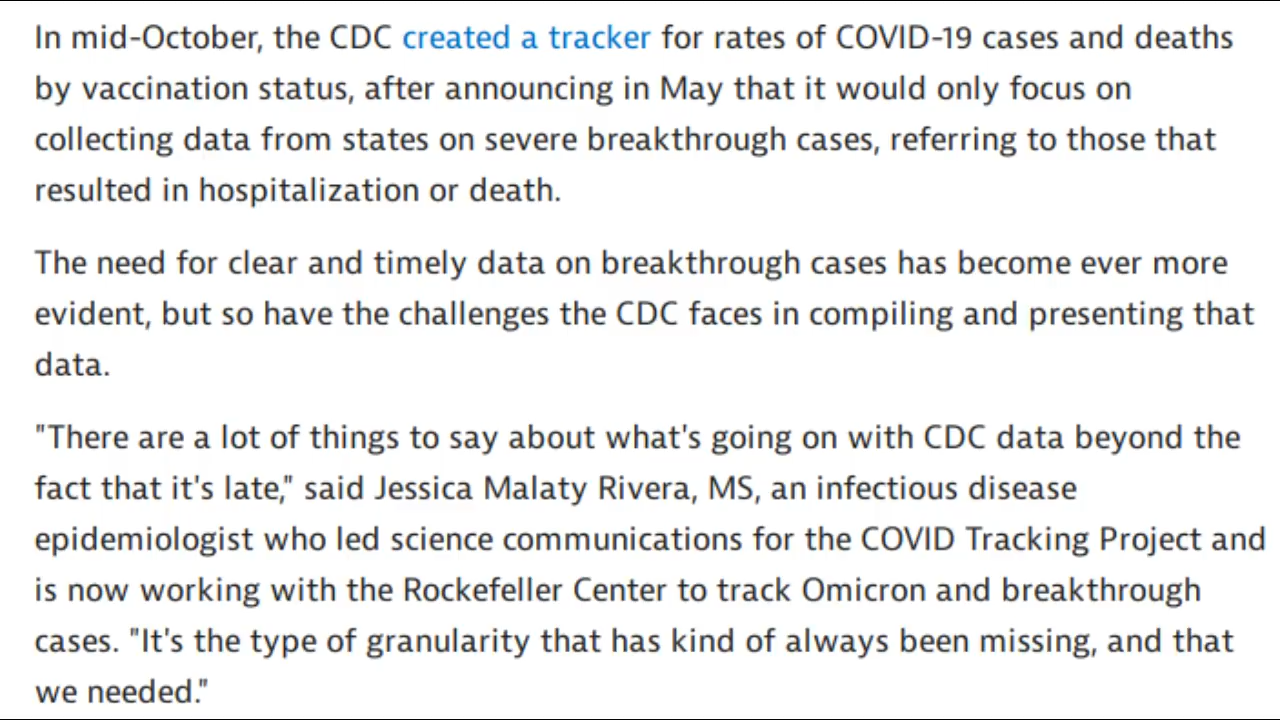 In mid-October, the CDC created a tracker for rates of COVID-19 cases and deaths
by vaccination status, after announcing in May that it would only focus on
collecting data from states on severe breakthrough cases, referring to those that
resulted in hospitalization or death.
The need for clear and timely data on breakthrough cases has become ever more
evident, but so have the challenges the CDC faces in compiling and presenting that
data.
"There are a lot of things to say about what's going on with CDC data beyond the
fact that it's late," said Jessica Malaty Rivera, MS, an infectious disease
epidemiologist who led science communications for the COVID Tracking Project and
is now working with the Rockefeller Center to track Omicron and breakthrough
cases. "It's the type of granularity that has kind of always been missing, and that
we needed."